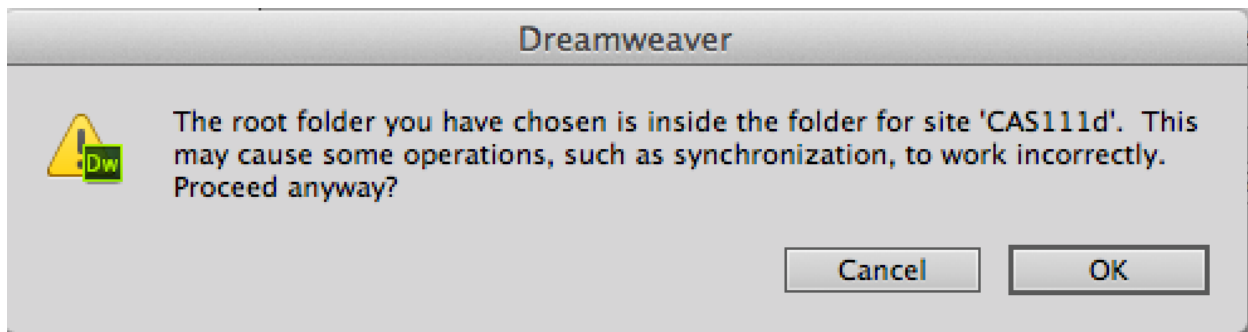 Dreamweaver
The root folder you have chosen is inside the folder for site 'CAS111d'.  This
may cause some operations, such as synchronization, to work incorrectly.
Proceed anyway?
Dw
Cancel
OK